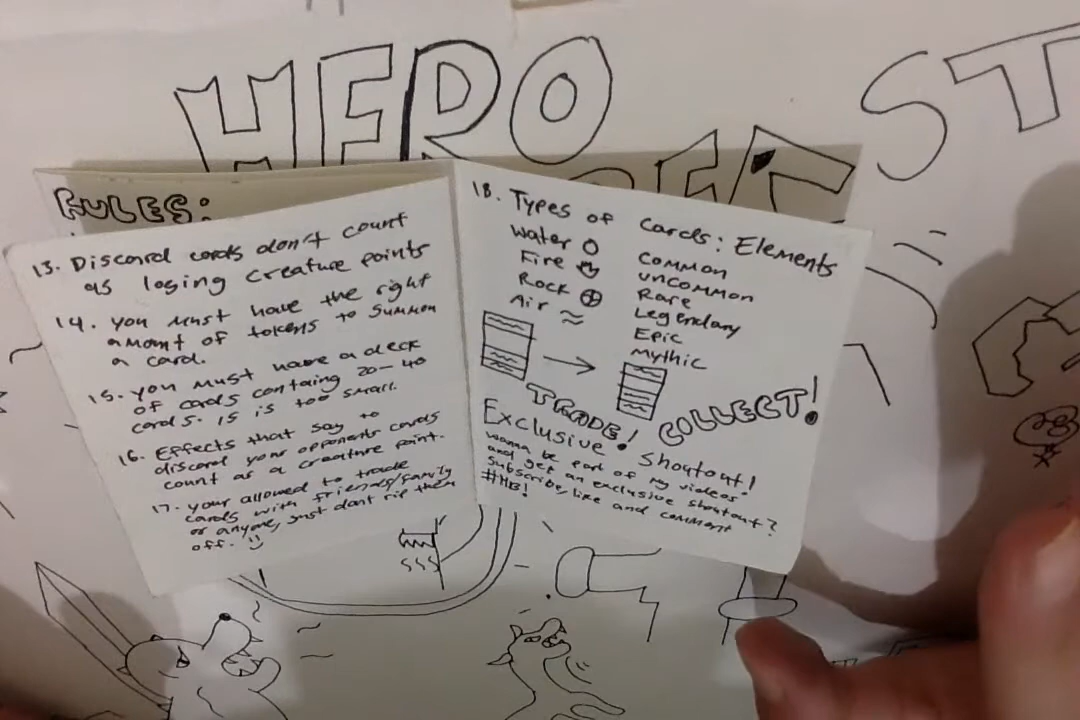 HERO
ST
RULES:
13. Discard cards don't count
as losing creature points
14. you must have the right
amount of tokens to summon
a card.
15. you must have a deck
of cards containg 20-40
cards. 15 is too small.
16. Effects that say to
discard your opponents cards
count as a creature point.
17. your allowed to trade
cards with friends/family
or anyone, just dont rip them
off. :)
18. Types of cards: Elements
Water
Fire
Rock
Air
COMMON
UNCOMMON
Rare
Legendary
Epic
Mythic
TRADE!
COLLECT!
Exclusive Shoutout!
wanna be part of my videos
and get an exclusive shoutout?
Subscribe, like and comment
#HB!